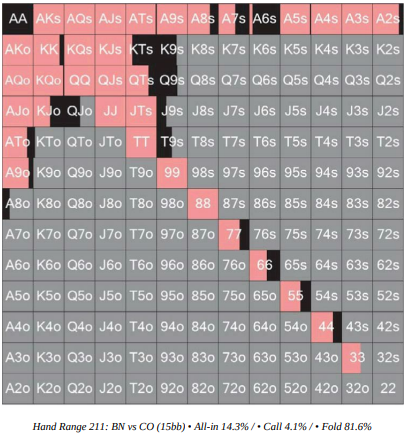 AA AKs AQs AJs ATs A9s A8s A7s A6s A5s A4s A3s A2s
AKo KK KQs KJs KTs K9s K8s K7s K6s K5s K4s K3s K2s
AQo KQo QQ QJs QTs Q9s Q8s Q7s Q6s Q5s Q4s Q3s Q2s
AJo KJo QJo JJ JTs J9s J8s J7s J6s J5s J4s J3s J2s
ATo KTo QTo JTo TT T9s T8s T7s T6s T5s T4s T3s T2s
A9o K9o Q9o J9o T9o 99 98s 97s 96s 95s 94s 93s 92s
A8o K8o Q8o J8o T8o 98o 88 87s 86s 85s 84s 83s 82s
A7o K7o Q7o J7o T7o 97o 87o 77 76s 75s 74s 73s 72s
A6o K6o Q6o J6o T6o 96o 86o 76o 66 65s 64s 63s 62s
A5o K5o Q5o J5o T5o 95o 85o 75o 65o 55 54s 53s 52s
A4o K4o Q4o J4o T4o 94o 84o 74o 64o 54o 44 43s 42s
A3o K3o Q3o J3o T3o 93o 83o 73o 63o 53o 43o 33 32s
A2o K2o Q2o J2o T2o 92o 82o 72o 62o 52o 42o 32o 22
Hand Range 211: BN vs CO (15bb) • All-in 14.3% / • Call 4.1% / • Fold 81.6%